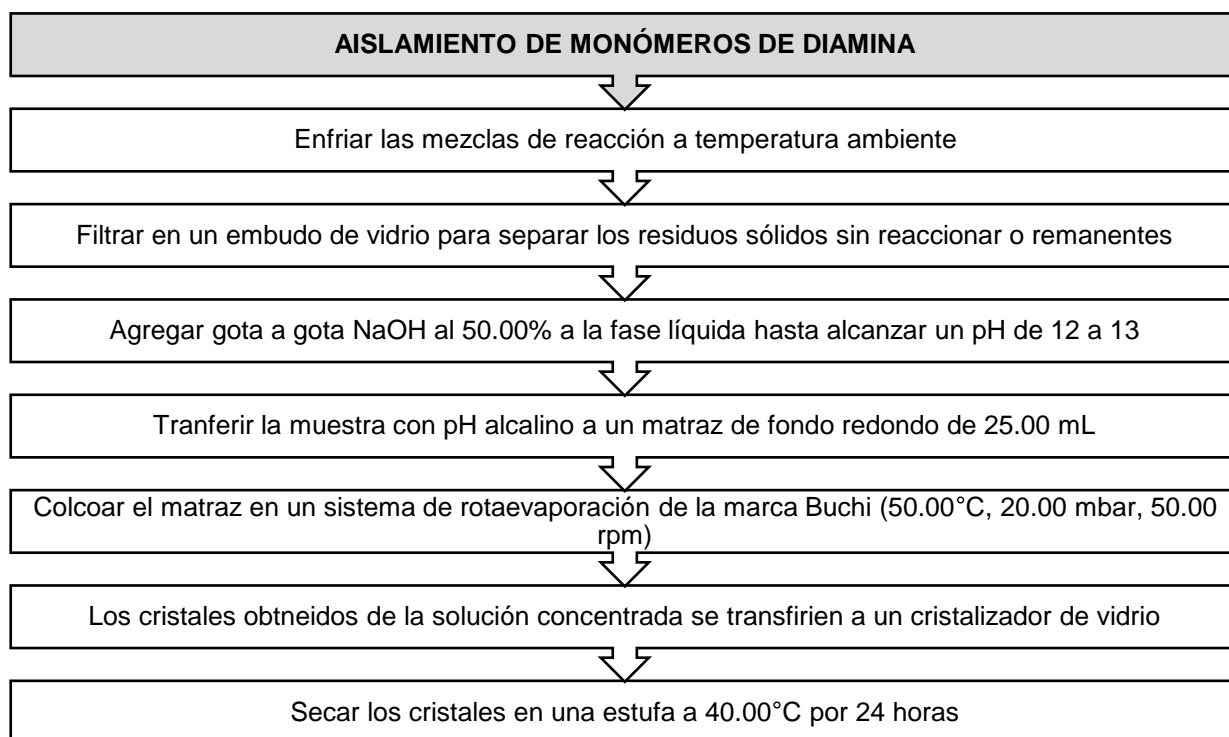 AISLAMIENTO DE MONÓMEROS DE DIAMINA
Enfriar las mezclas de reacción a temperatura ambiente
Filtrar en un embudo de vidrio para separar los residuos sólidos sin reaccionar o remanentes
Agregar gota a gota NaOH al 50.00% a la fase líquida hasta alcanzar un pH de 12 a 13
Tranferir la muestra con pH alcalino a un matraz de fondo redondo de 25.00 mL
Colcoar el matraz en un sistema de rotaevaporación de la marca Buchi (50.00°C, 20.00 mbar, 50.00
rpm)
Los cristales obtneidos de la solución concentrada se transfirien a un cristalizador de vidrio
Secar los cristales en una estufa a 40.00°C por 24 horas